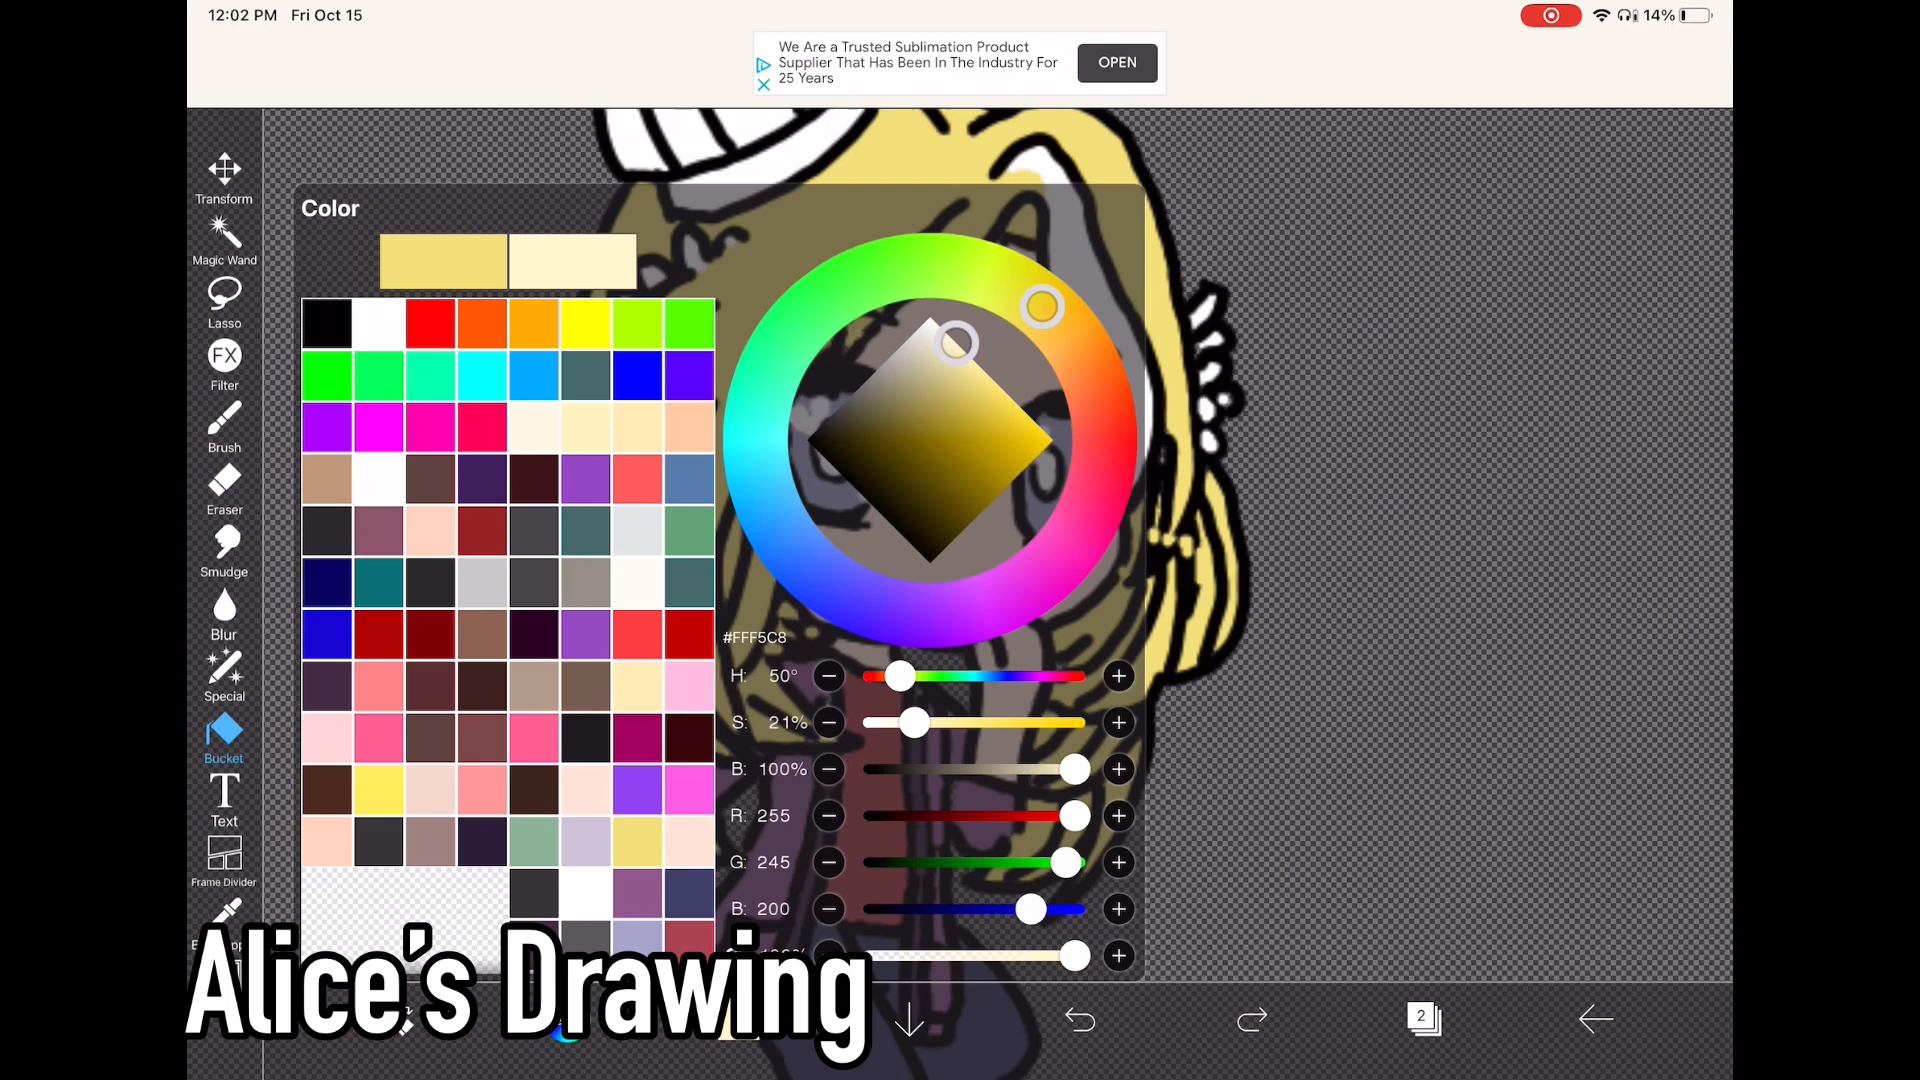 12:02 PM Fri Oct 15
14%
We Are a Trusted Sublimation Product
Supplier That Has Been In The Industry For
25 Years
OPEN
Transform
Magic Wand
Lasso
FX
Filter
Brush
Eraser
Smudge
Blur
Special
Bucket
T
Text
Frame Divider
Color
#FFF5C8
H: 50°
S: 21%
B: 100%
R: 255
G: 245
B: 200
Alice's Drawing
2